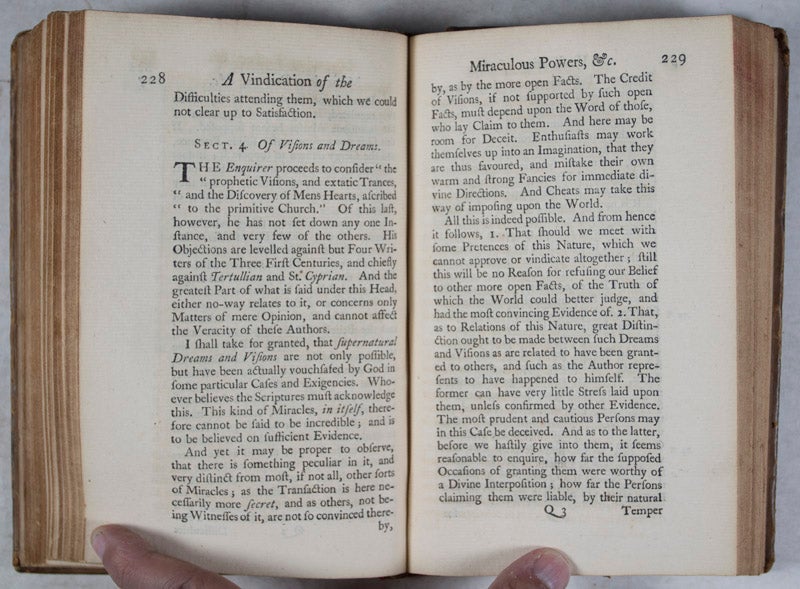 228 A Vindication of the
Difficulties attending them, which we could
not clear up to Satisfaction.
SECT. 4. Of Viſions and Dreams.
THE Enquirer proceeds to conſider "the
" prophetic Viſions, and extatic Trances,
" and the Diſcovery of Mens Hearts, aſcribed
" to the primitive Church." Of this laſt,
however, he has not ſet down any one In-
ſtance, and very few of the others. His
Objections are levelled againſt but Four Wri-
ters of the Three Firſt Centuries, and chiefly
againſt Tertullian and St. Cyprian. And the
greateſt Part of what is ſaid under this Head,
either no-way relates to it, or concerns only
Matters of mere Opinion, and cannot affect
the Veracity of theſe Authors.
I ſhall take for granted, that ſupernatural
Dreams and Viſions are not only poſſible,
but have been actually vouchſafed by God in
ſome particular Caſes and Exigencies. Who-
ever believes the Scriptures muſt acknowledge
this. This kind of Miracles, in itſelf, there-
fore cannot be ſaid to be incredible; and is
to be believed on ſufficient Evidence.
And yet it may be proper to obſerve,
that there is ſomething peculiar in it, and
very diſtinct from moſt, if not all, other ſorts
of Miracles; as the Tranſaction is here ne-
ceſſarily more ſecret, and as others, not be-
ing Witneſſes of it, are not ſo convinced there-
by,
Miraculous Powers, &c. 229
by, as by the more open Facts. The Credit
of Viſions, if not ſupported by ſuch open
Facts, muſt depend upon the Word of thoſe,
who lay Claim to them. And here may be
room for Deceit. Enthuſiaſts may work
themſelves up into an Imagination, that they
are thus favoured, and miſtake their own
warm and ſtrong Fancies for immediate di-
vine Directions. And Cheats may take this
way of impoſing upon the World.
All this is indeed poſſible. And from hence
it follows, 1. That ſhould we meet with
ſome Pretences of this Nature, which we
cannot approve or vindicate altogether; ſtill
this will be no Reaſon for refuſing our Belief
to other more open Facts, of the Truth of
which the World could better judge, and
had the moſt convincing Evidence of. 2. That,
as to Relations of this Nature, great Diſtin-
ction ought to be made between ſuch Dreams
and Viſions as are related to have been grant-
ed to others, and ſuch as the Author repre-
ſents to have happened to himſelf. The
former can have very little Streſs laid upon
them, unleſs confirmed by other Evidence.
The moſt prudent and cautious Perſons may
in this Caſe be deceived. And as to the latter,
before we haſtily give into them, it ſeems
reaſonable to enquire, how far the ſuppoſed
Occaſions of granting them were worthy of
a Divine Interpoſition; how far the Perſons
claiming them were liable, by their natural
Q 3 Temper